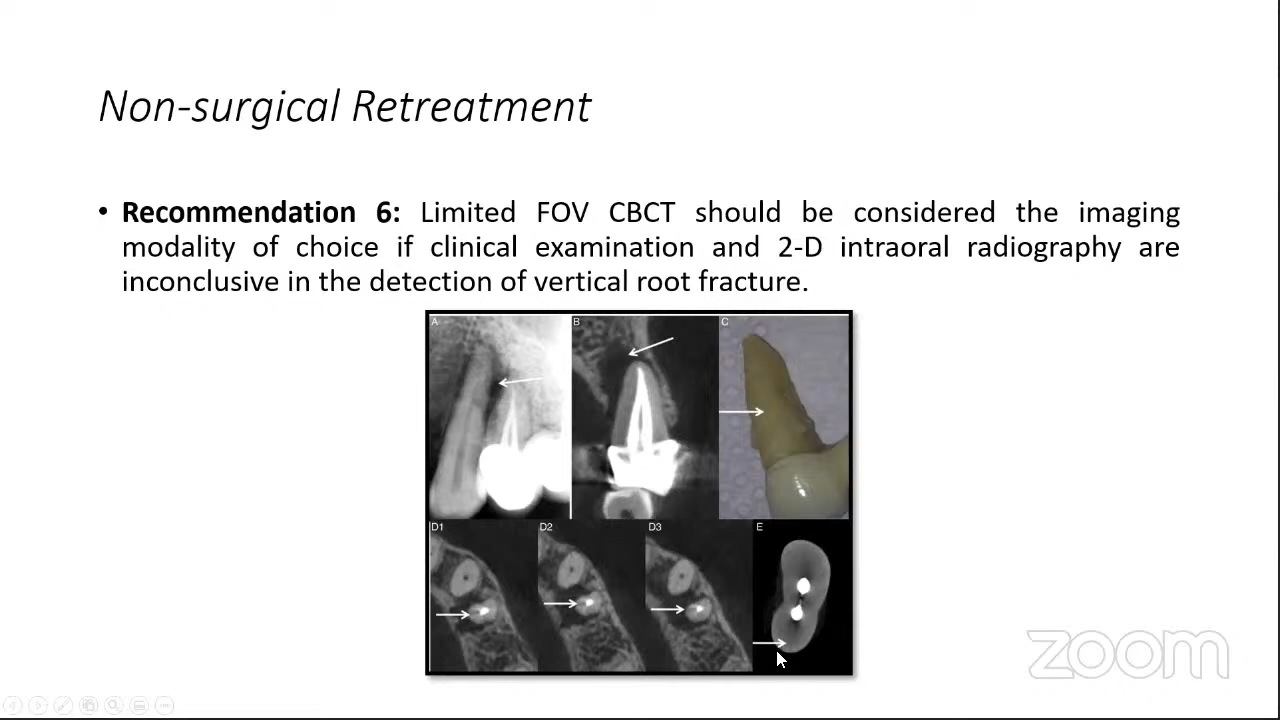 Non-surgical Retreatment
• Recommendation 6: Limited FOV CBCT should be considered the imaging
modality of choice if clinical examination and 2-D intraoral radiography are
inconclusive in the detection of vertical root fracture.
A B C
D1 D2 D3 E
zoom